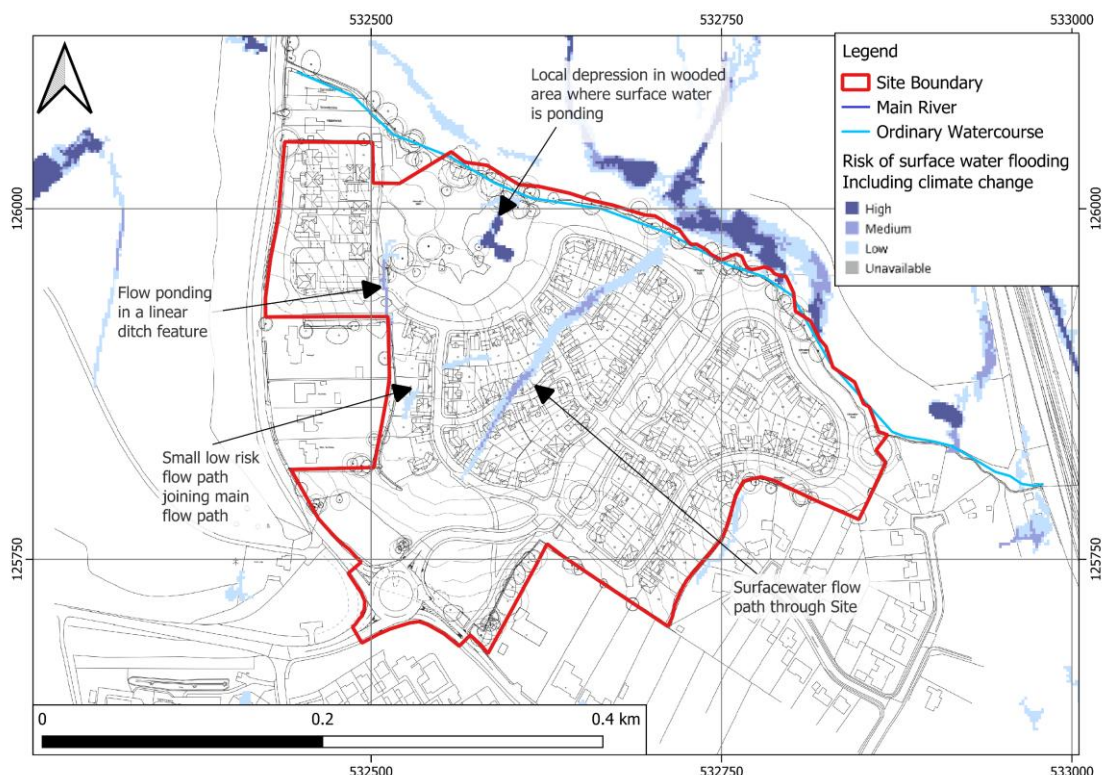 532500
532750
533000
Local depression in wooded
area where surface water
is ponding
Legend
Site Boundary
Main River
Ordinary Watercourse
Risk of surface water flooding
Including climate change
High
Medium
Low
Unavailable
126000
126000
Flow ponding
in a linear
ditch feature
Small low risk
flow path
joining main
flow path
125750
125750
Surfacewater flow
path through Site
0
0.2
0.4 km
532500
532750
533000